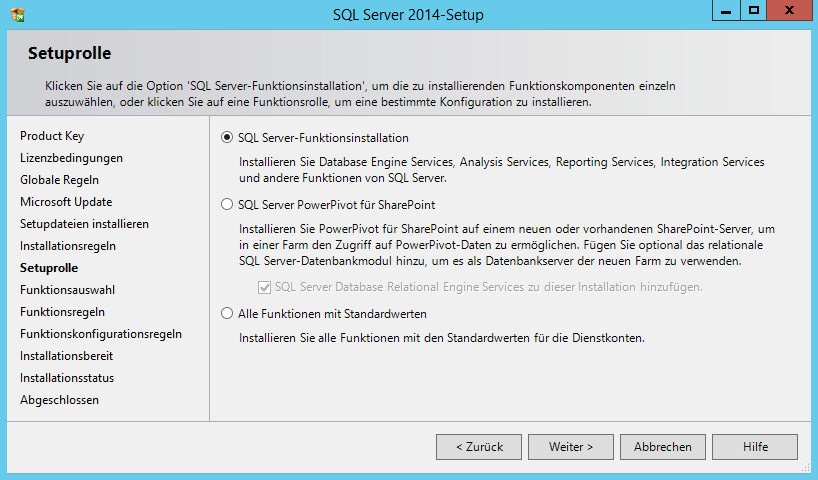 SQL Server 2014-Setup
Setuprolle
Klicken Sie auf die Option 'SQL Server-Funktionsinstallation', um die zu installierenden Funktionskomponenten einzeln
auszuwählen, oder klicken Sie auf eine Funktionsrolle, um eine bestimmte Konfiguration zu installieren.
Product Key
Lizenzbedingungen
Globale Regeln
Microsoft Update
Setupdateien installieren
Installationsregeln
Setuprolle
Funktionsauswahl
Funktionsregeln
Funktionskonfigurationsregeln
Installationsbereit
Installationsstatus
Abgeschlossen
SQL Server-Funktionsinstallation
Installieren Sie Database Engine Services, Analysis Services, Reporting Services, Integration Services
und andere Funktionen von SQL Server.
SQL Server PowerPivot für SharePoint
Installieren Sie PowerPivot für SharePoint auf einem neuen oder vorhandenen SharePoint-Server, um
in einer Farm den Zugriff auf PowerPivot-Daten zu ermöglichen. Fügen Sie optional das relationale
SQL Server-Datenbankmodul hinzu, um es als Datenbankserver der neuen Farm zu verwenden.
SQL Server Database Relational Engine Services zu dieser Installation hinzufügen.
Alle Funktionen mit Standardwerten
Installieren Sie alle Funktionen mit den Standardwerten für die Dienstkonten.
< Zurück
Weiter >
Abbrechen
Hilfe